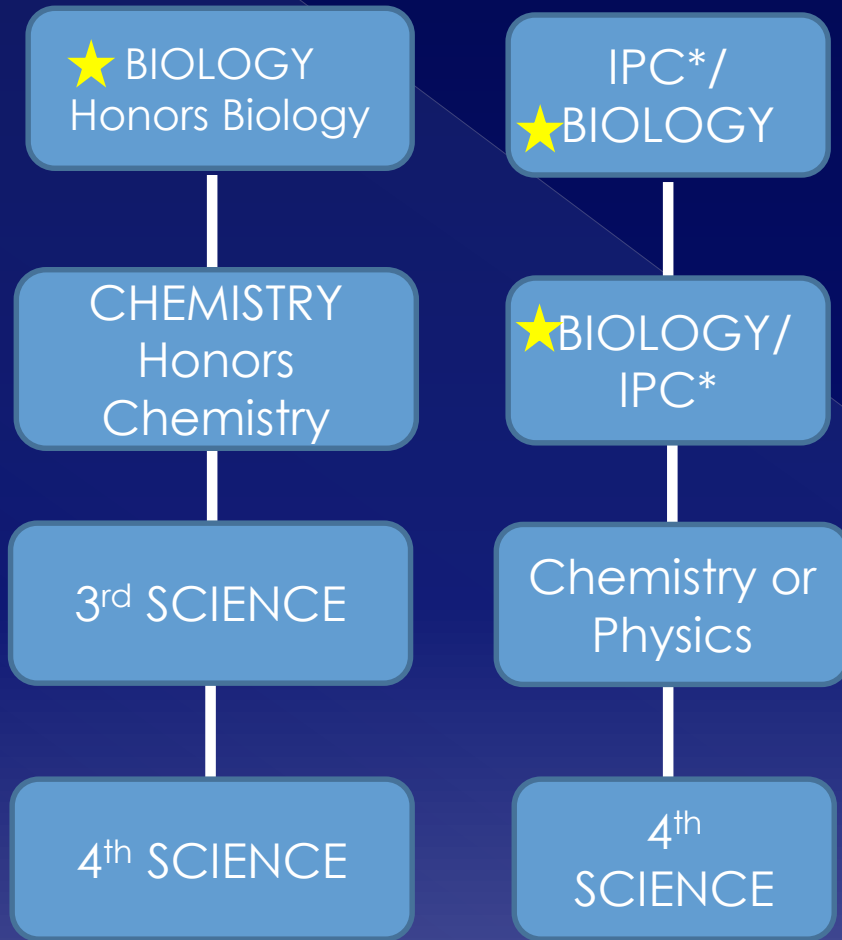 BIOLOGY
Honors Biology
CHEMISTRY
Honors
Chemistry
3rd SCIENCE
4th SCIENCE
IPC*/
BIOLOGY
BIOLOGY/
IPC*
Chemistry or
Physics
4th
SCIENCE